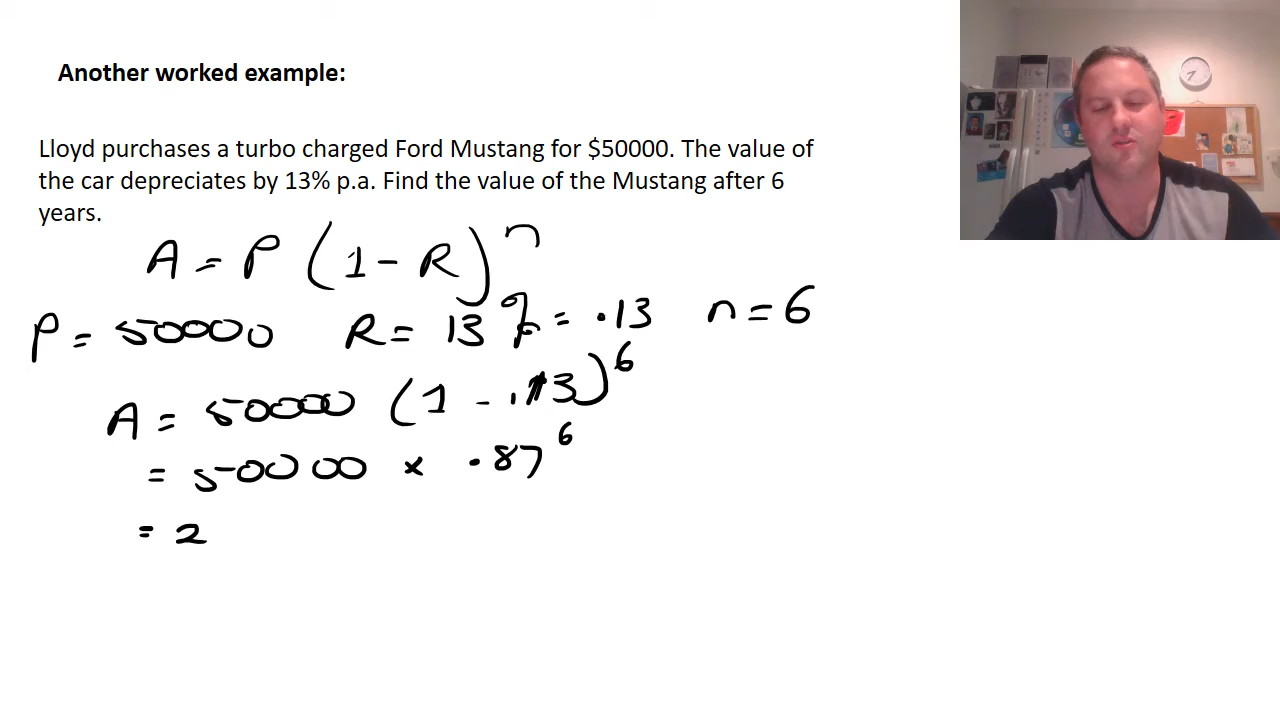 Another worked example:
Lloyd purchases a turbo charged Ford Mustang for $50000. The value of
the car depreciates by 13% p.a. Find the value of the Mustang after 6
years.
A = P (1 - R)^n
P = 50000 R = 13% = .13 n = 6
A = 50000 (1 - .13)^6
= 50000 × .87^6
= 2